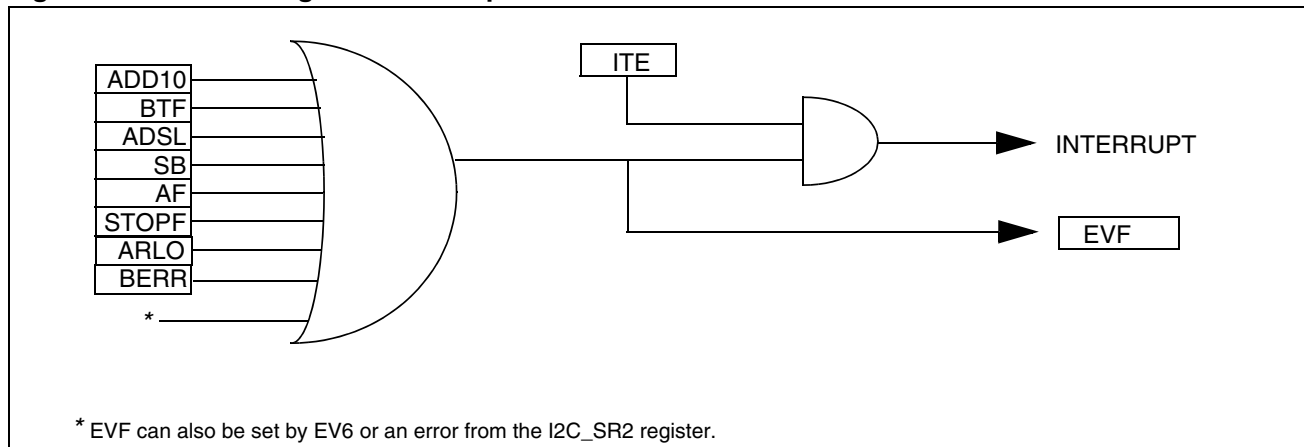 ITE
ADD10
BTF
ADSL
SB
AF
STOPF
ARLO
BERR
*
INTERRUPT
EVF
* EVF can also be set by EV6 or an error from the I2C_SR2 register.